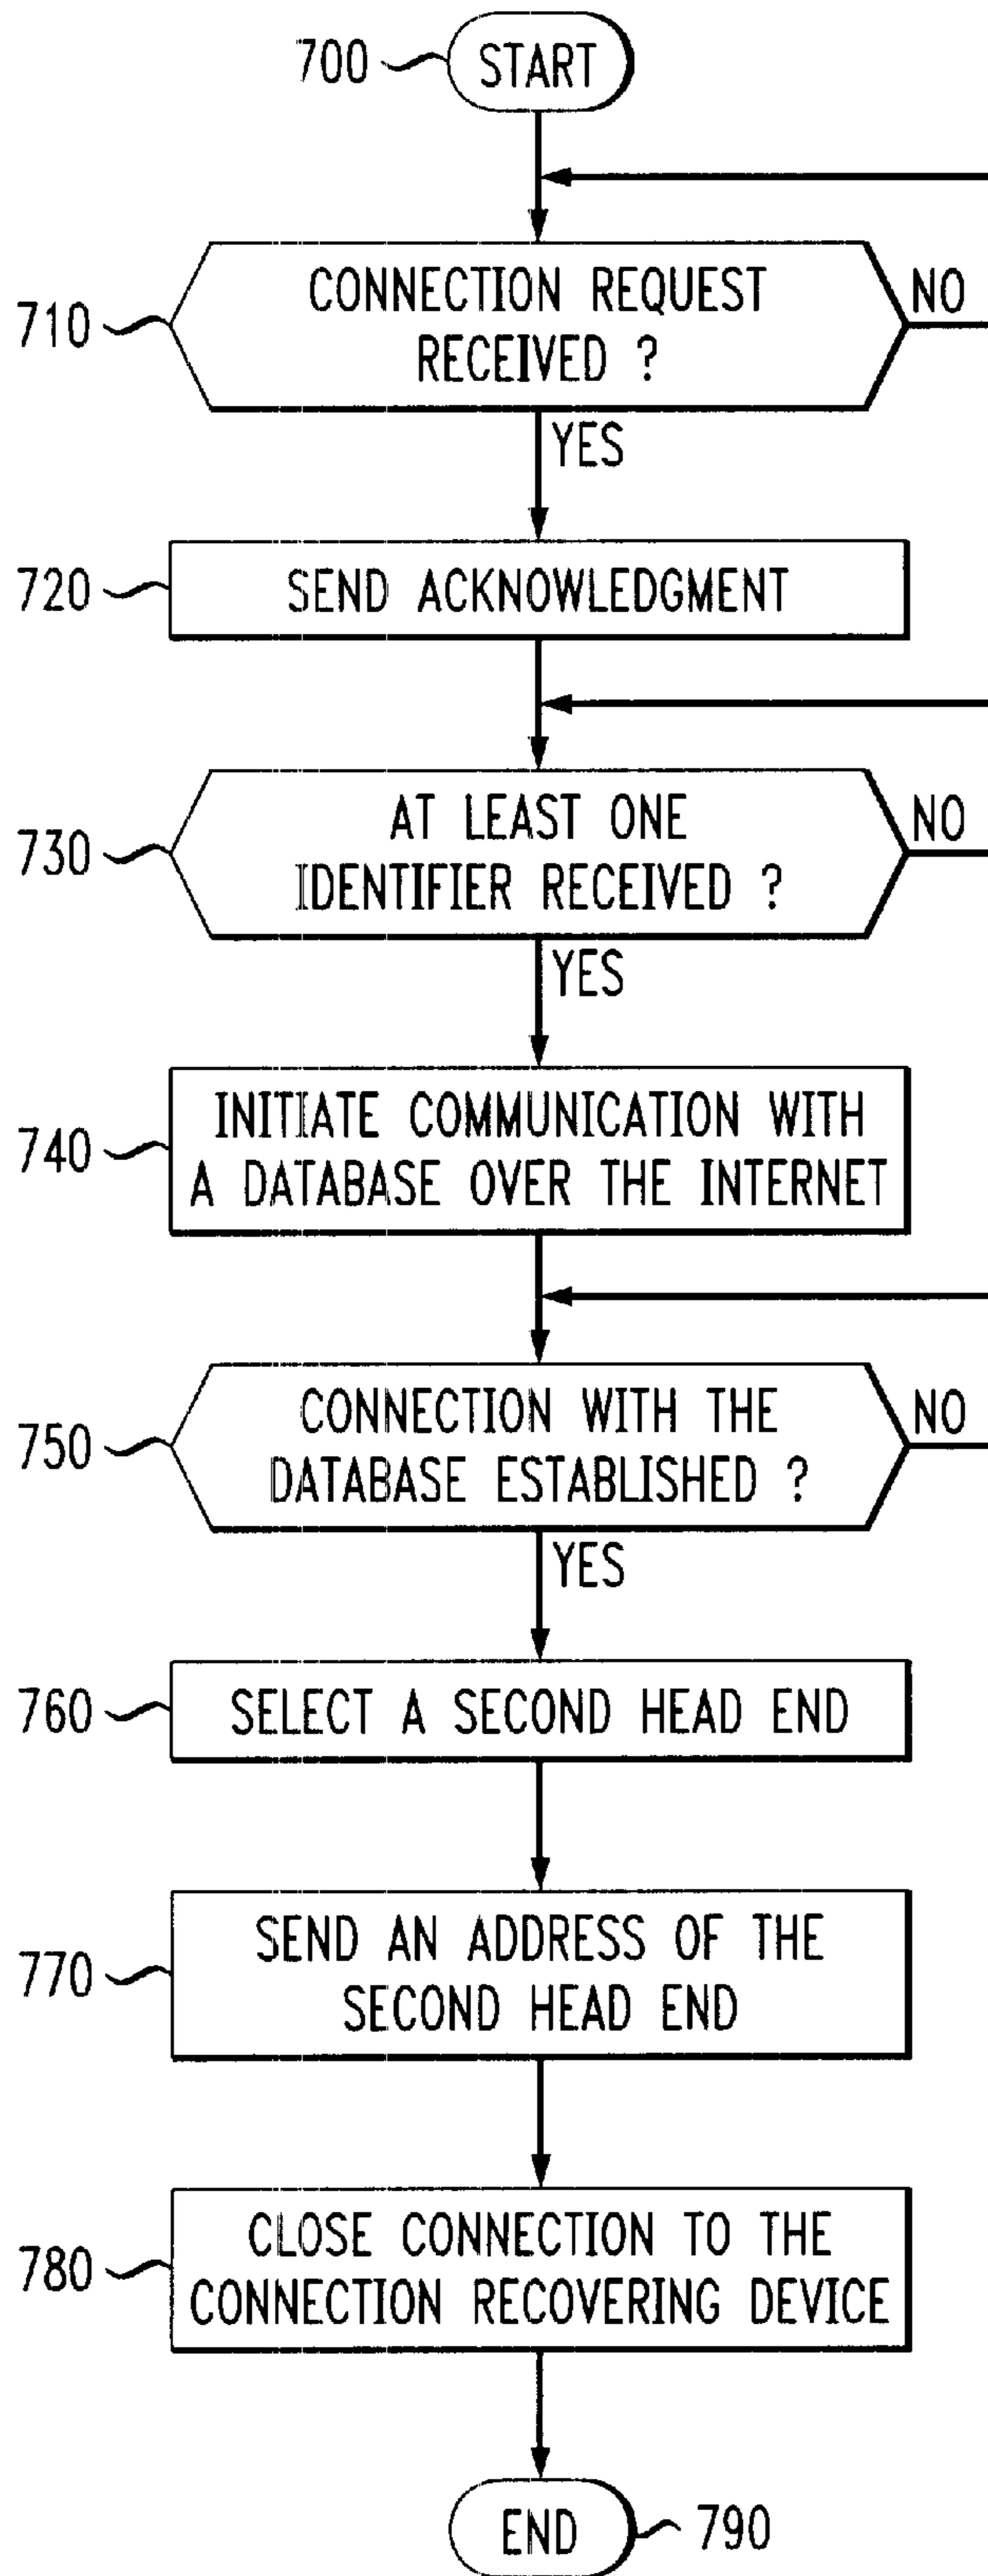 700 START
710 CONNECTION REQUEST NO
RECEIVED ?
YES
720 SEND ACKNOWLEDGMENT
730 AT LEAST ONE NO
IDENTIFIER RECEIVED ?
YES
740 INITIATE COMMUNICATION WITH
A DATABASE OVER THE INTERNET
750 CONNECTION WITH THE NO
DATABASE ESTABLISHED ?
YES
760 SELECT A SECOND HEAD END
770 SEND AN ADDRESS OF THE
SECOND HEAD END
780 CLOSE CONNECTION TO THE
CONNECTION RECOVERING DEVICE
END 790